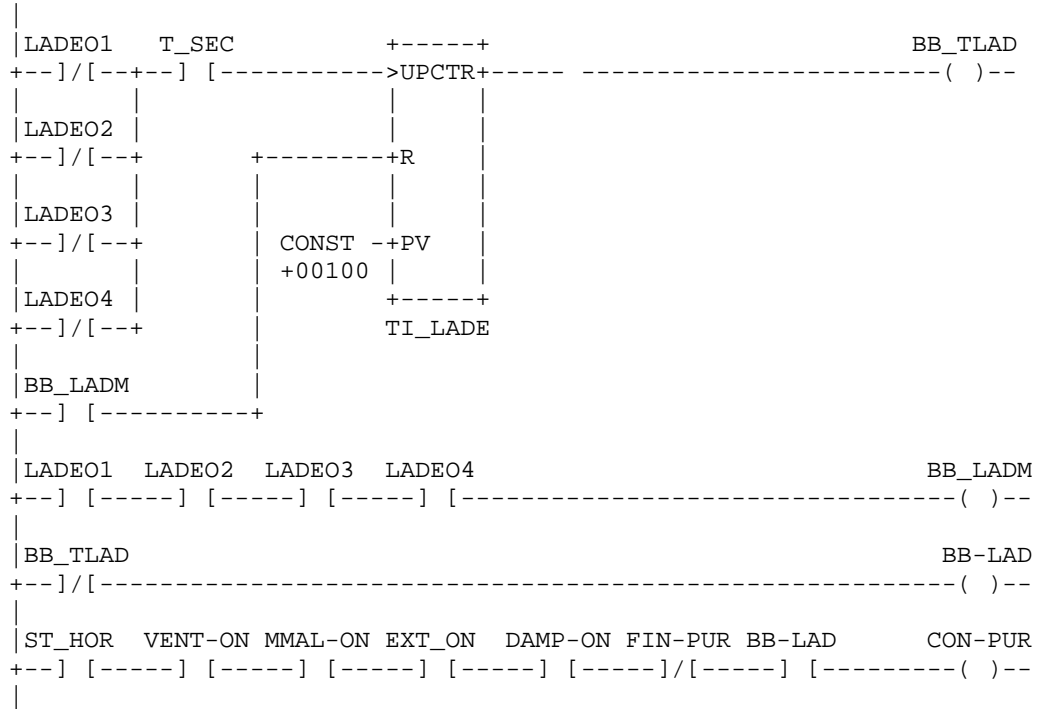 |
|LADEO1   T_SEC            +-----+                             BB_TLAD
+--]/[--+--] [----------->UPCTR+----- ------------------------( )--
|       |                |     |
|LADEO2 |                |     |
+--]/[--+       +--------+R    |
|       |       |        |     |
|LADEO3 |       |        |     |
+--]/[--+       | CONST -+PV   |
|       |       | +00100 |     |
|LADEO4 |       |        +-----+
+--]/[--+       |        TI_LADE
|               |
|BB_LADM        |
+--] [----------+
|
|LADEO1  LADEO2  LADEO3  LADEO4                                 BB_LADM
+--] [-----] [-----] [-----] [---------------------------------( )--
|
|BB_TLAD                                                      BB-LAD
+--]/[---------------------------------------------------------( )--
|
|ST_HOR  VENT-ON MMAL-ON EXT_ON  DAMP-ON FIN-PUR BB-LAD      CON-PUR
+--] [-----] [-----] [-----] [-----] [-----]/[-----] [---------( )--
|